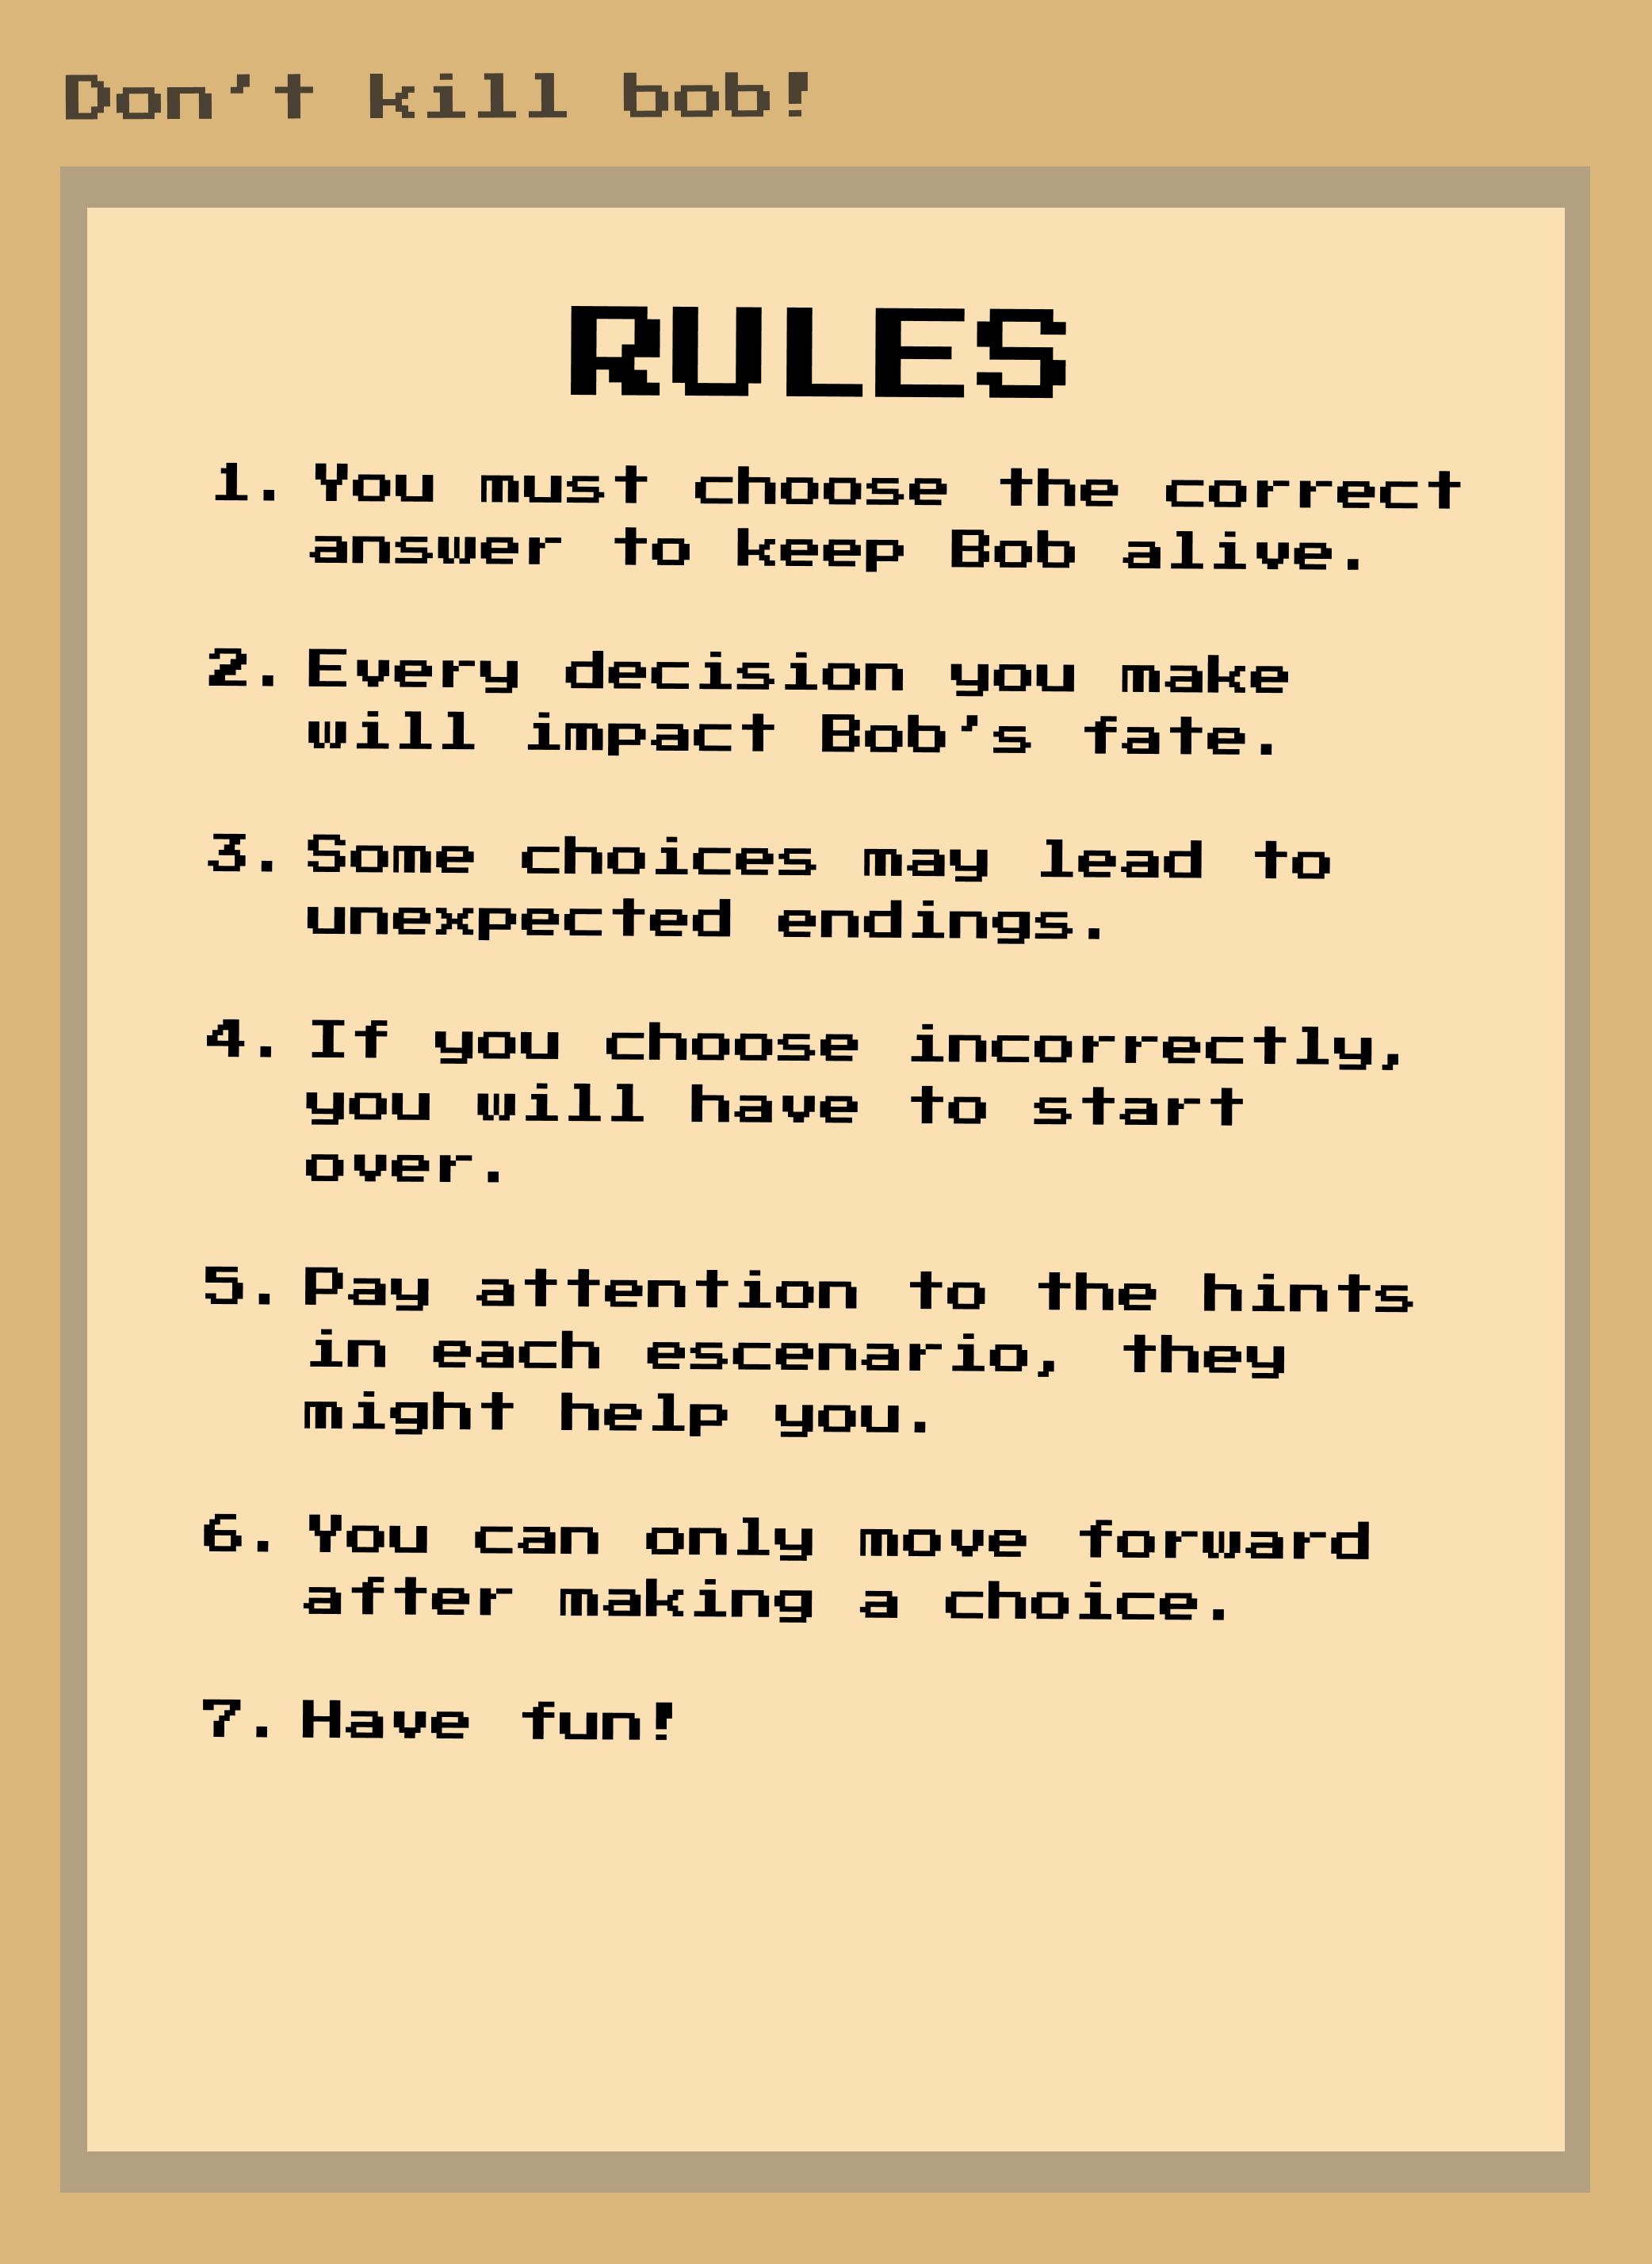 Don't kill bob!
RULES
1. You must choose the correct
answer to keep Bob alive.
2. Every decision you make
will impact Bob's fate.
3. Some choices may lead to
unexpected endings.
4. If you choose incorrectly,
you will have to start
over.
5. Pay attention to the hints
in each escenario, they
might help you.
6. You can only move forward
after making a choice.
7. Have fun!